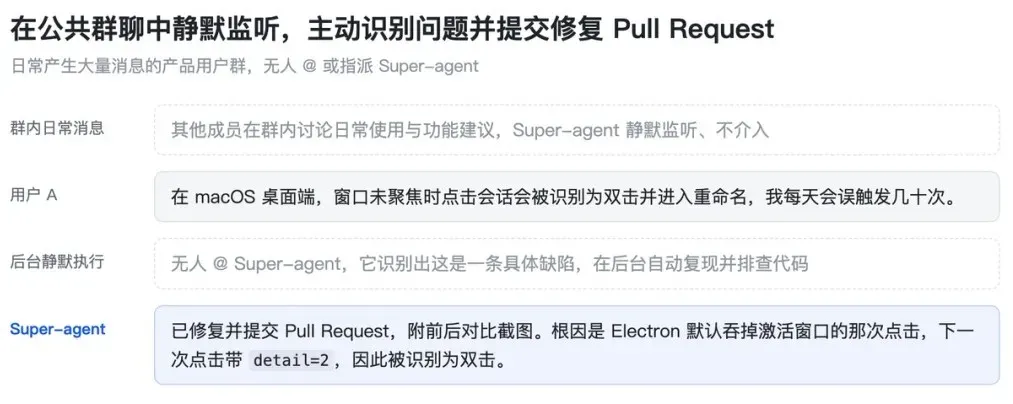 在公共群聊中静默监听，主动识别问题并提交修复 Pull Request
日常产生大量消息的产品用户群，无人 @ 或指派 Super-agent
群内日常消息
其他成员在群内讨论日常使用与功能建议，Super-agent 静默监听、不介入
用户 A
在 macOS 桌面端，窗口未聚焦时点击会话会被识别为双击并进入重命名，我每天会误触发几十次。
后台静默执行
无人 @ Super-agent，它识别出这是一条具体缺陷，在后台自动复现并排查代码
Super-agent
已修复并提交 Pull Request，附前后对比截图。根因是 Electron 默认吞掉激活窗口的那次点击，下一
次点击带 detail=2，因此被识别为双击。